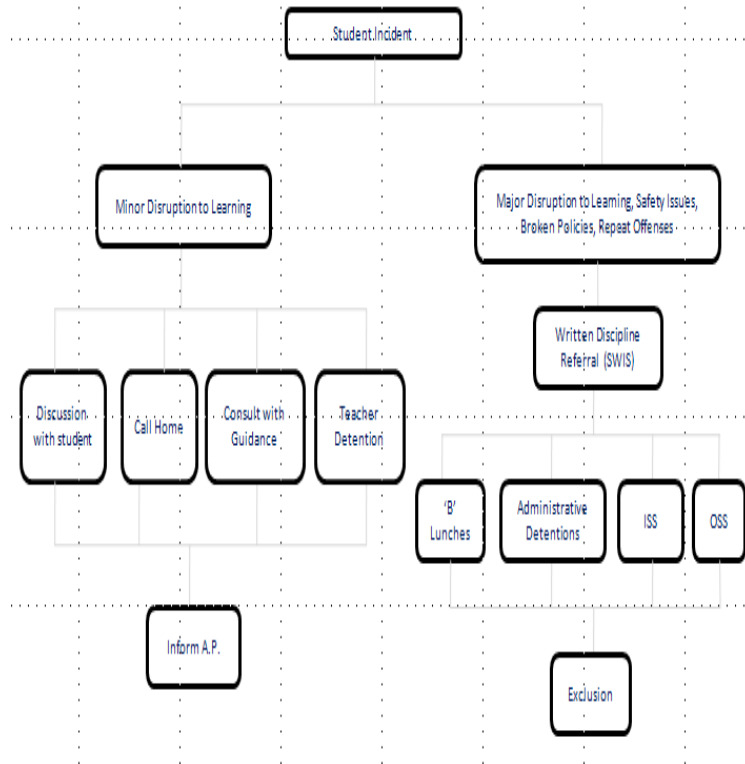 Student Incident
Minor Disruption to Learning
Major Disruption to Learning, Safety Issues,
Broken Policies, Repeat Offenses
Written Discipline
Referral (SWIS)
Discussion
with student
Call Home
Consult with
Guidance
Teacher
Detention
'B'
Lunches
Administrative
Detentions
ISS
OSS
Inform A.P.
Exclusion